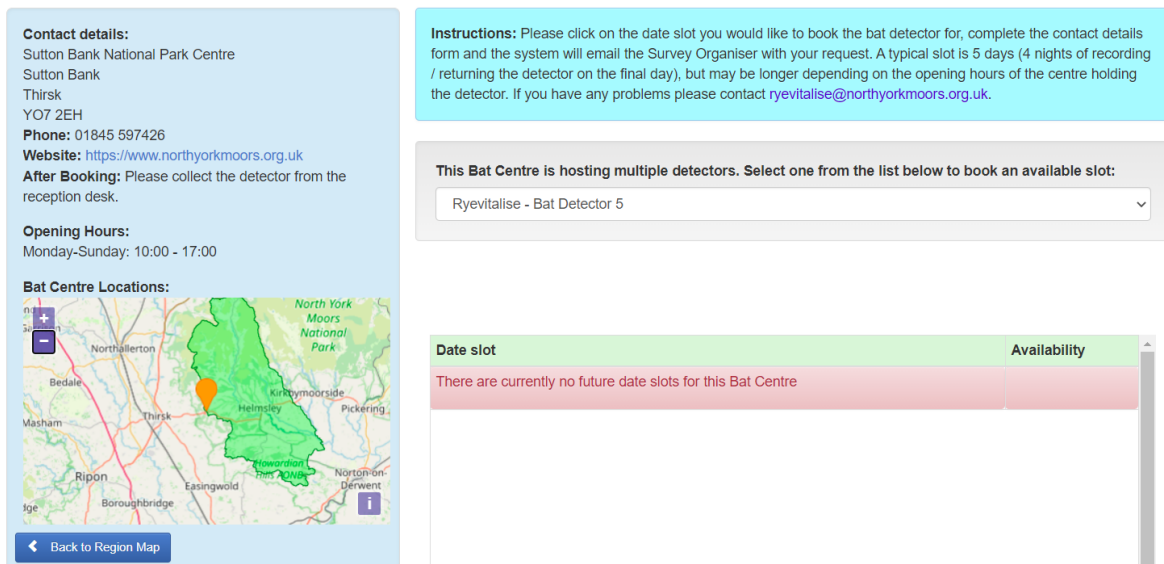 Contact details:
Sutton Bank National Park Centre
Sutton Bank
Thirsk
YO7 2EH
Phone: 01845 597426
Website: https://www.northyorkmoors.org.uk
After Booking: Please collect the detector from the
reception desk.
Opening Hours:
Monday-Sunday: 10:00 - 17:00
Bat Centre Locations:
+
−
North York
Moors
National
Park
Northallerton
Bedale
Kirkbymoorside
Thirsk
Helmsley
Pickering
Masham
Howardian
Hills AONB
Ripon
Easingwold
Norton-on-
Derwent
Boroughbridge
i
Back to Region Map
Instructions: Please click on the date slot you would like to book the bat detector for, complete the contact details
form and the system will email the Survey Organiser with your request. A typical slot is 5 days (4 nights of recording
/ returning the detector on the final day), but may be longer depending on the opening hours of the centre holding
the detector. If you have any problems please contact ryevitalise@northyorkmoors.org.uk.
This Bat Centre is hosting multiple detectors. Select one from the list below to book an available slot:
Ryevitalise - Bat Detector 5
Date slot Availability
There are currently no future date slots for this Bat Centre